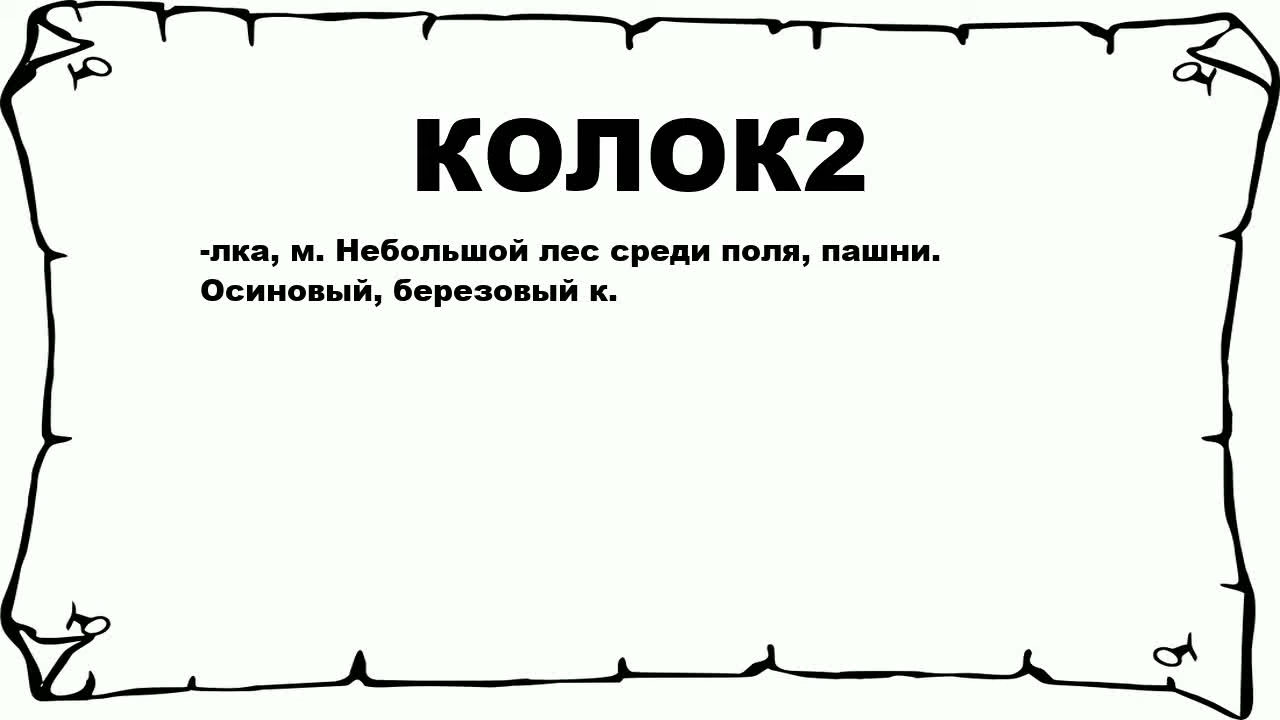 КОЛОК2
-лка, м. Небольшой лес среди поля, пашни.
Осиновый, березовый к.